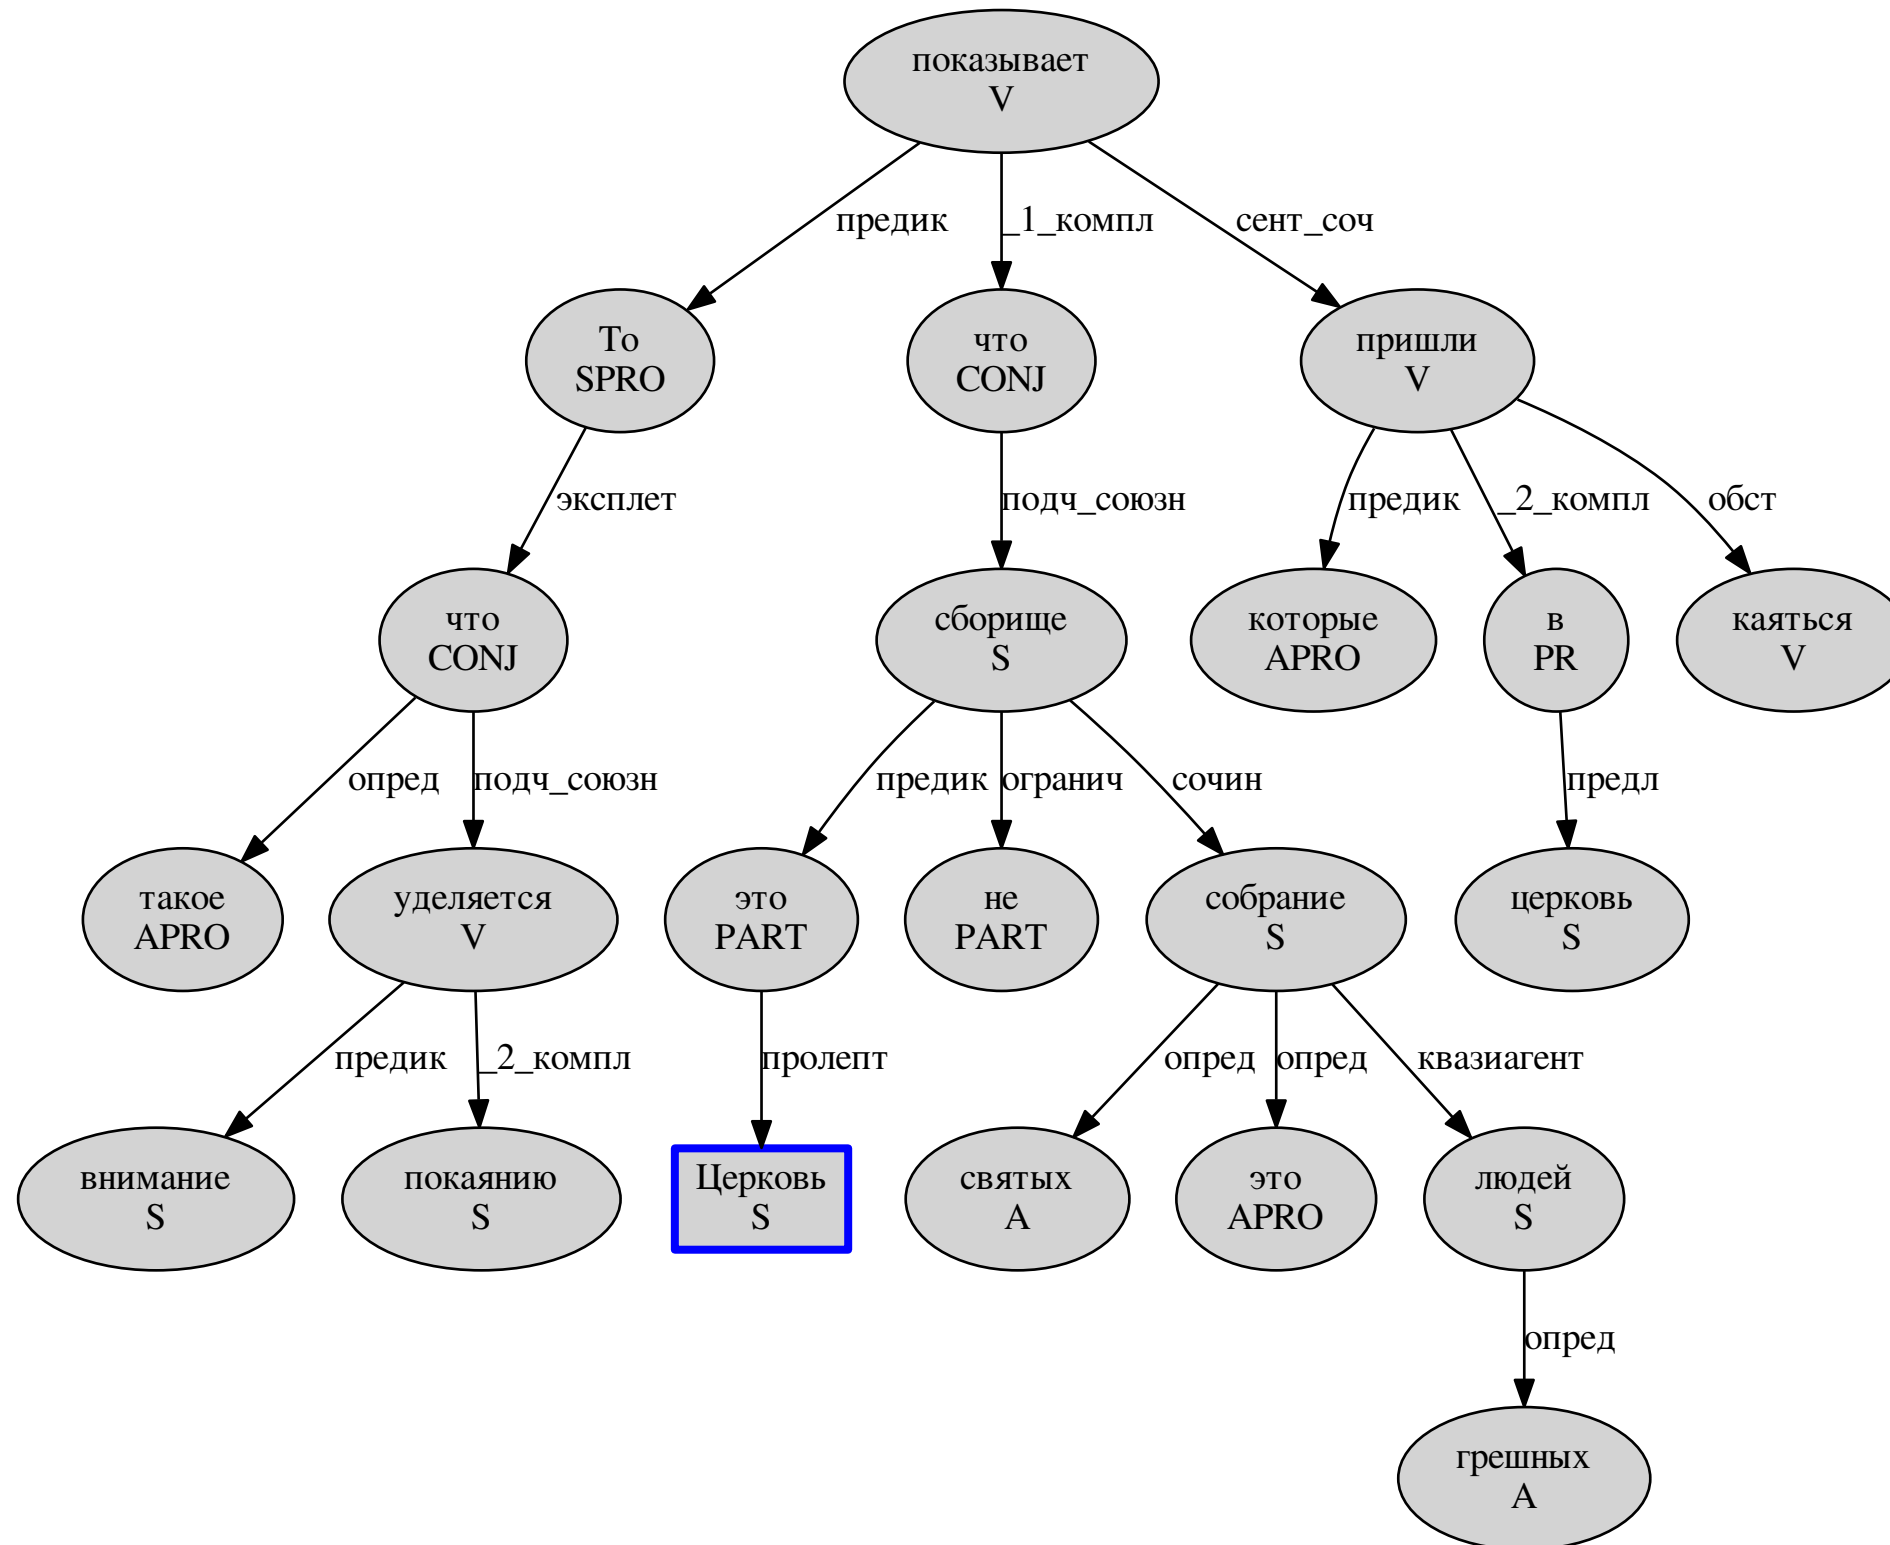 показывает
V
предик
_1_компл
сент_соч
То
SPRO
что
CONJ
пришли
V
эксплет
подч_союзн
предик
_2_компл
обст
что
CONJ
сборище
S
которые
APRO
в
PR
каяться
V
опред
подч_союзн
предик
огранич
сочин
предл
такое
APRO
уделяется
V
это
PART
не
PART
собрание
S
церковь
S
предик
_2_компл
пролепт
опред
опред
квазиагент
внимание
S
покаянию
S
Церковь
S
святых
A
это
APRO
людей
S
опред
грешных
A